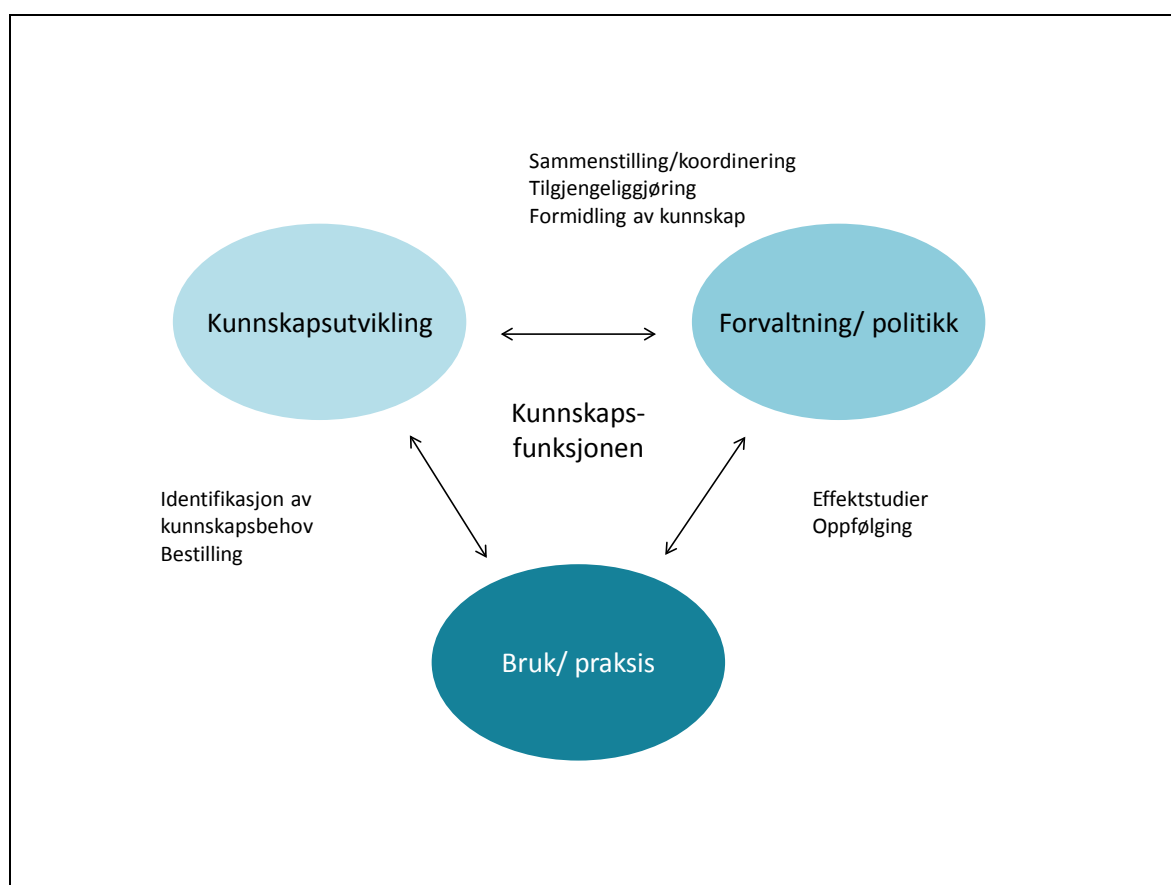 Sammenstilling/koordinering
Tilgjengeliggjøring
Formidling av kunnskap
Kunnskapsutvikling
Forvaltning/ politikk
Kunnskaps-
funksjonen
Identifikasjon av
kunnskapsbehov
Bestilling
Effektstudier
Oppfølging
Bruk/ praksis